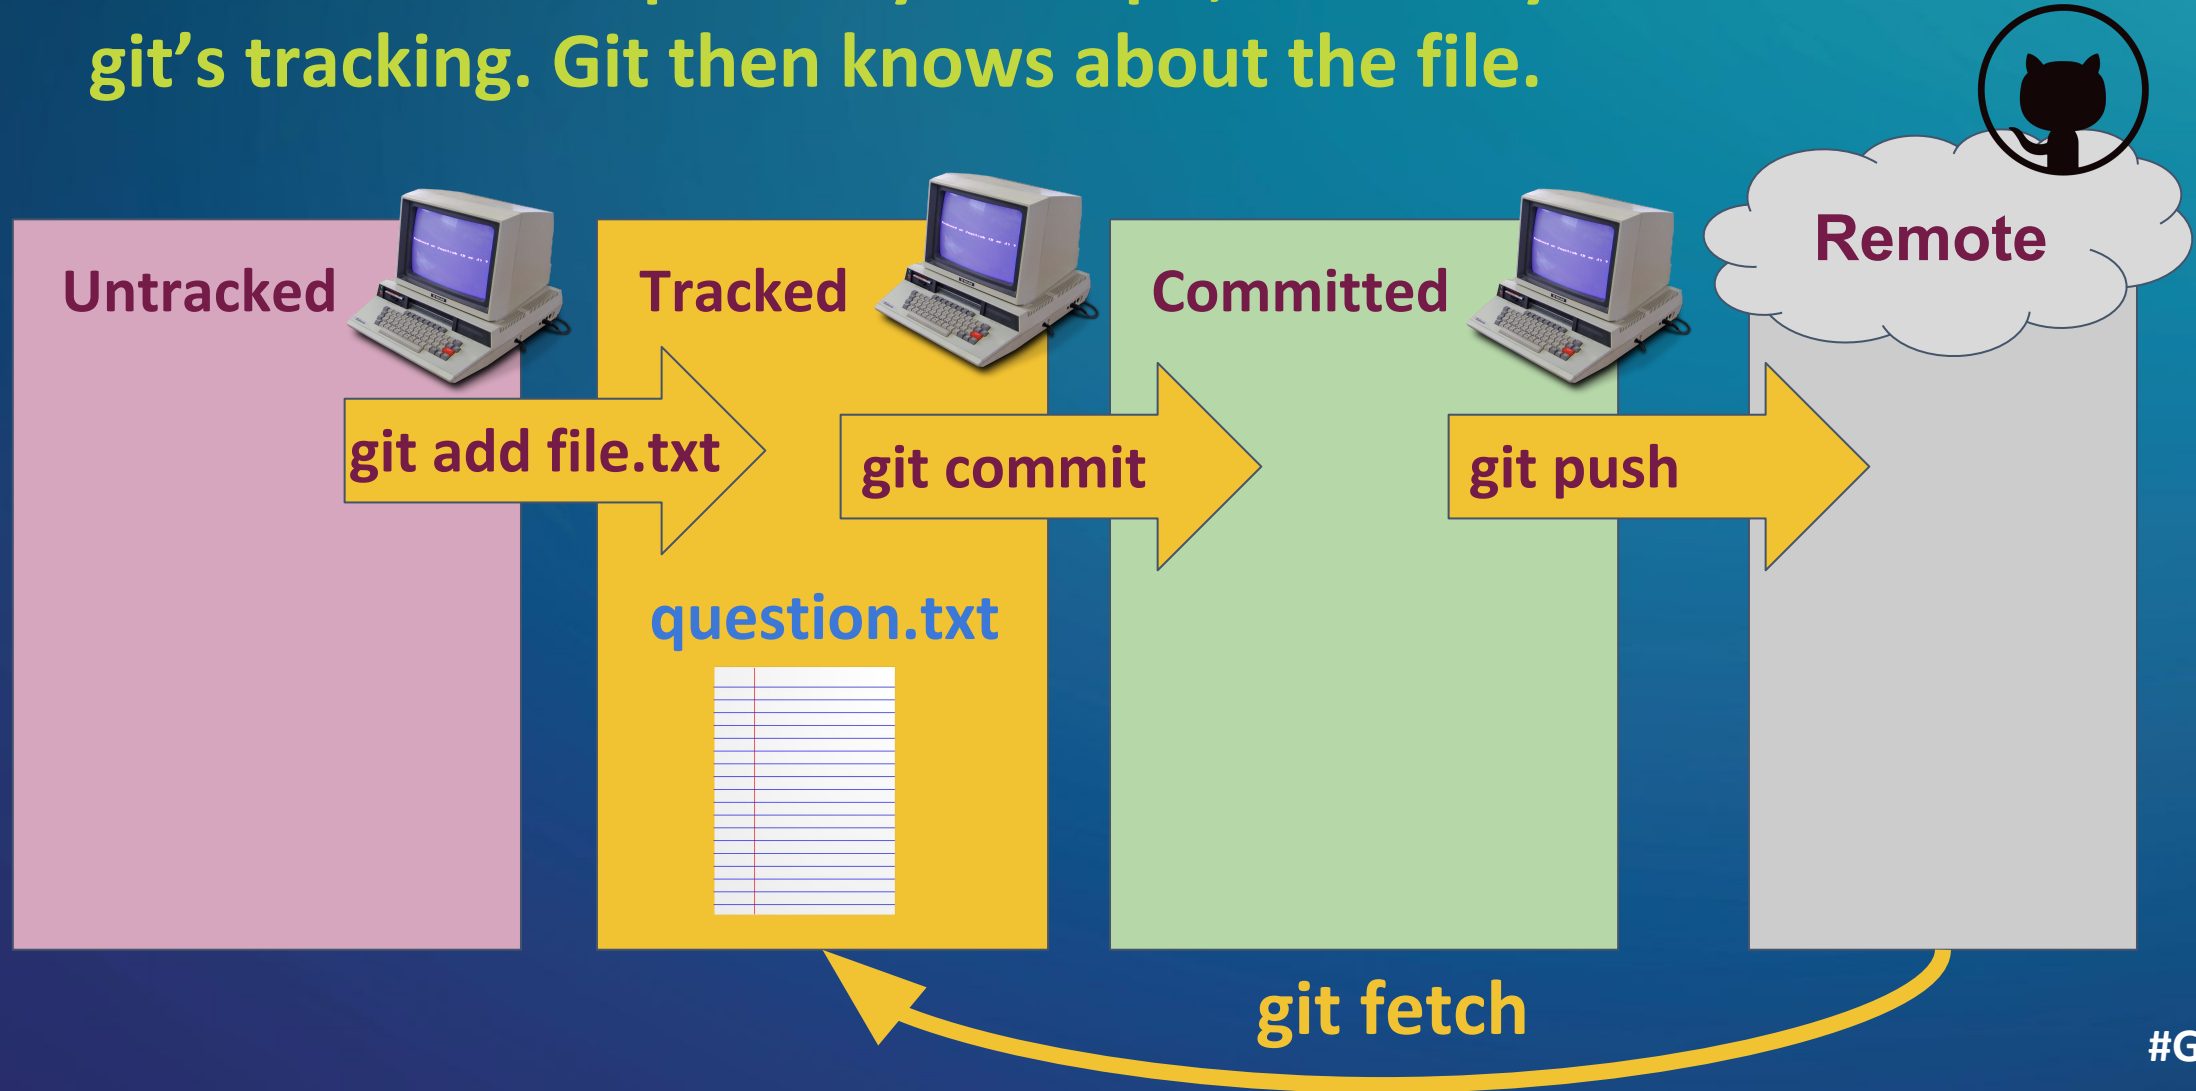 git’s tracking. Git then knows about the file.
Untracked
Tracked
Committed
Remote
git add file.txt
git commit
git push
question.txt
git fetch
#G